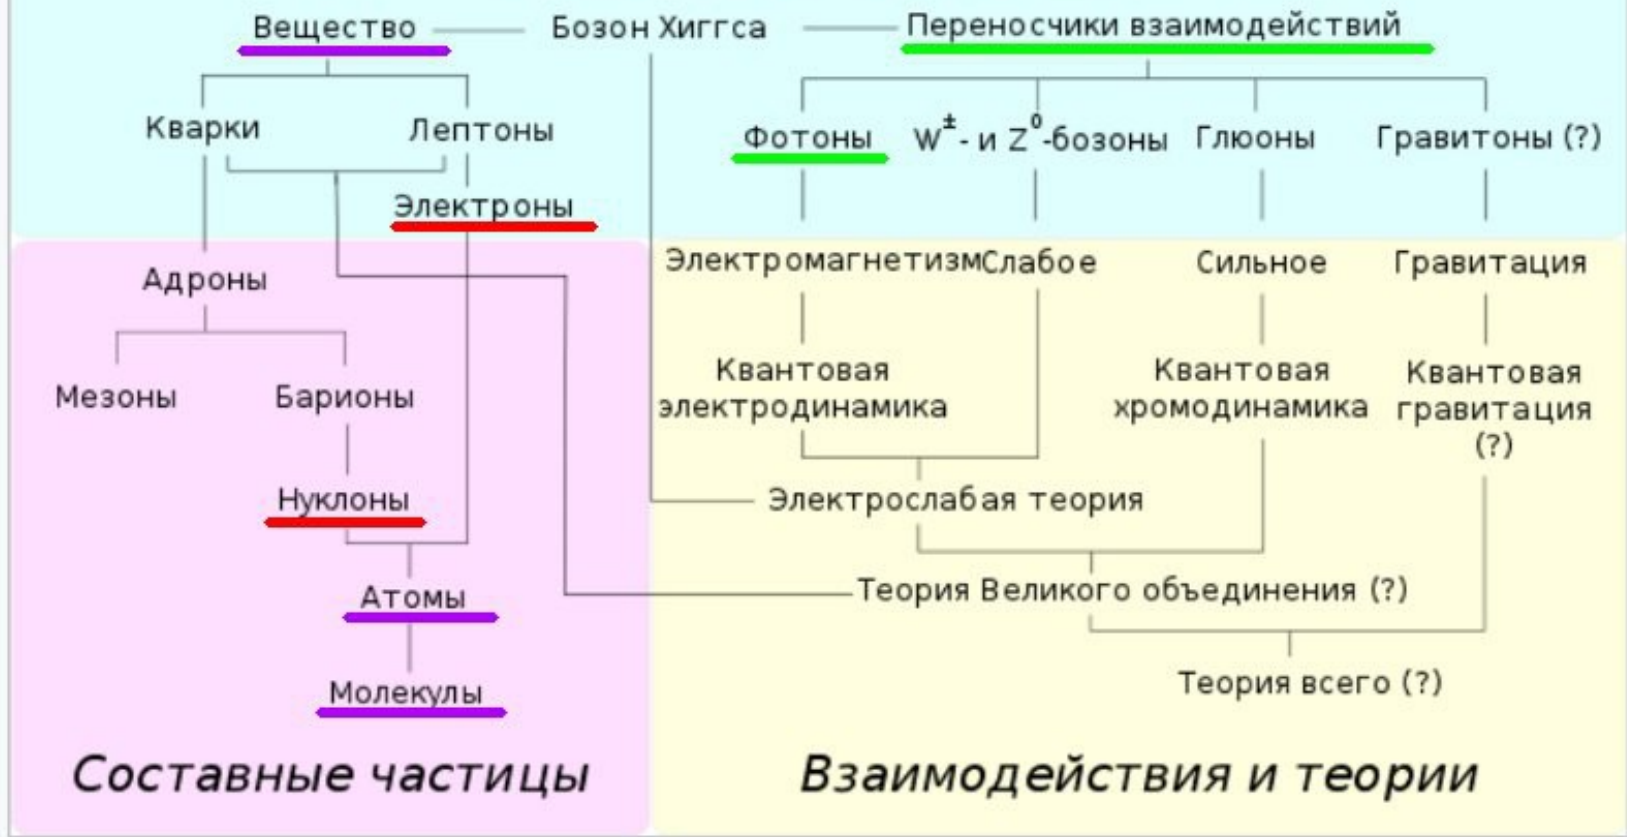 Вещество
Бозон Хиггса
Переносчики взаимодействий
Кварки
Лептоны
Фотоны
W± - и Z0 -бозоны
Глюоны
Гравитоны (?)
Электроны
Адроны
Электромагнетизм
Слабое
Сильное
Гравитация
Мезоны
Барионы
Квантовая
электродинамика
Квантовая
хромодинамика
Квантовая
гравитация
(?)
Нуклоны
Электрослабая теория
Атомы
Теория Великого объединения (?)
Молекулы
Теория всего (?)
Составные частицы
Взаимодействия и теории